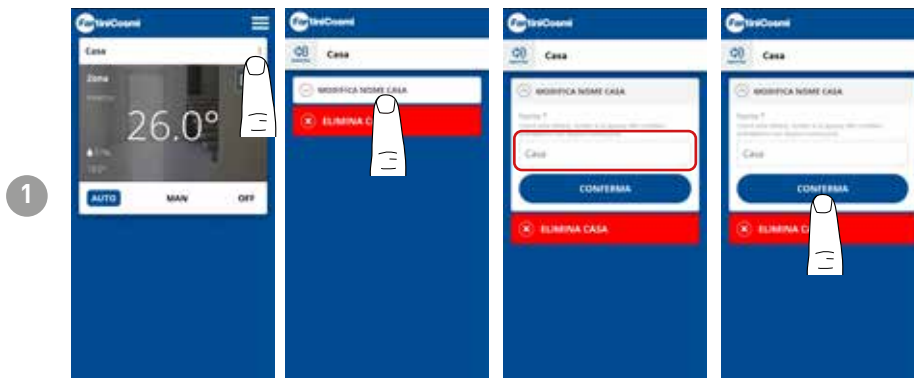 1
FantiniCosmi
Casa
Zona
26.0°
AUTO MAN OFF
FantiniCosmi
Casa
MODIFICA NOME CASA
ELIMINA C
FantiniCosmi
Casa
MODIFICA NOME CASA
Nome *
Casa
CONFERMA
ELIMINA CASA
FantiniCosmi
Casa
MODIFICA NOME CASA
Nome *
Casa
CONFERMA
ELIMINA C